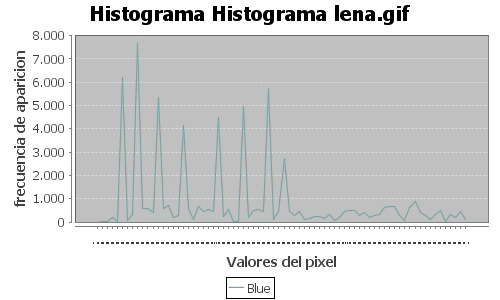 Histograma Histograma lena.gif
frecuencia de aparicion
8.000
7.000
6.000
5.000
4.000
3.000
2.000
1.000
0
Valores del pixel
Blue